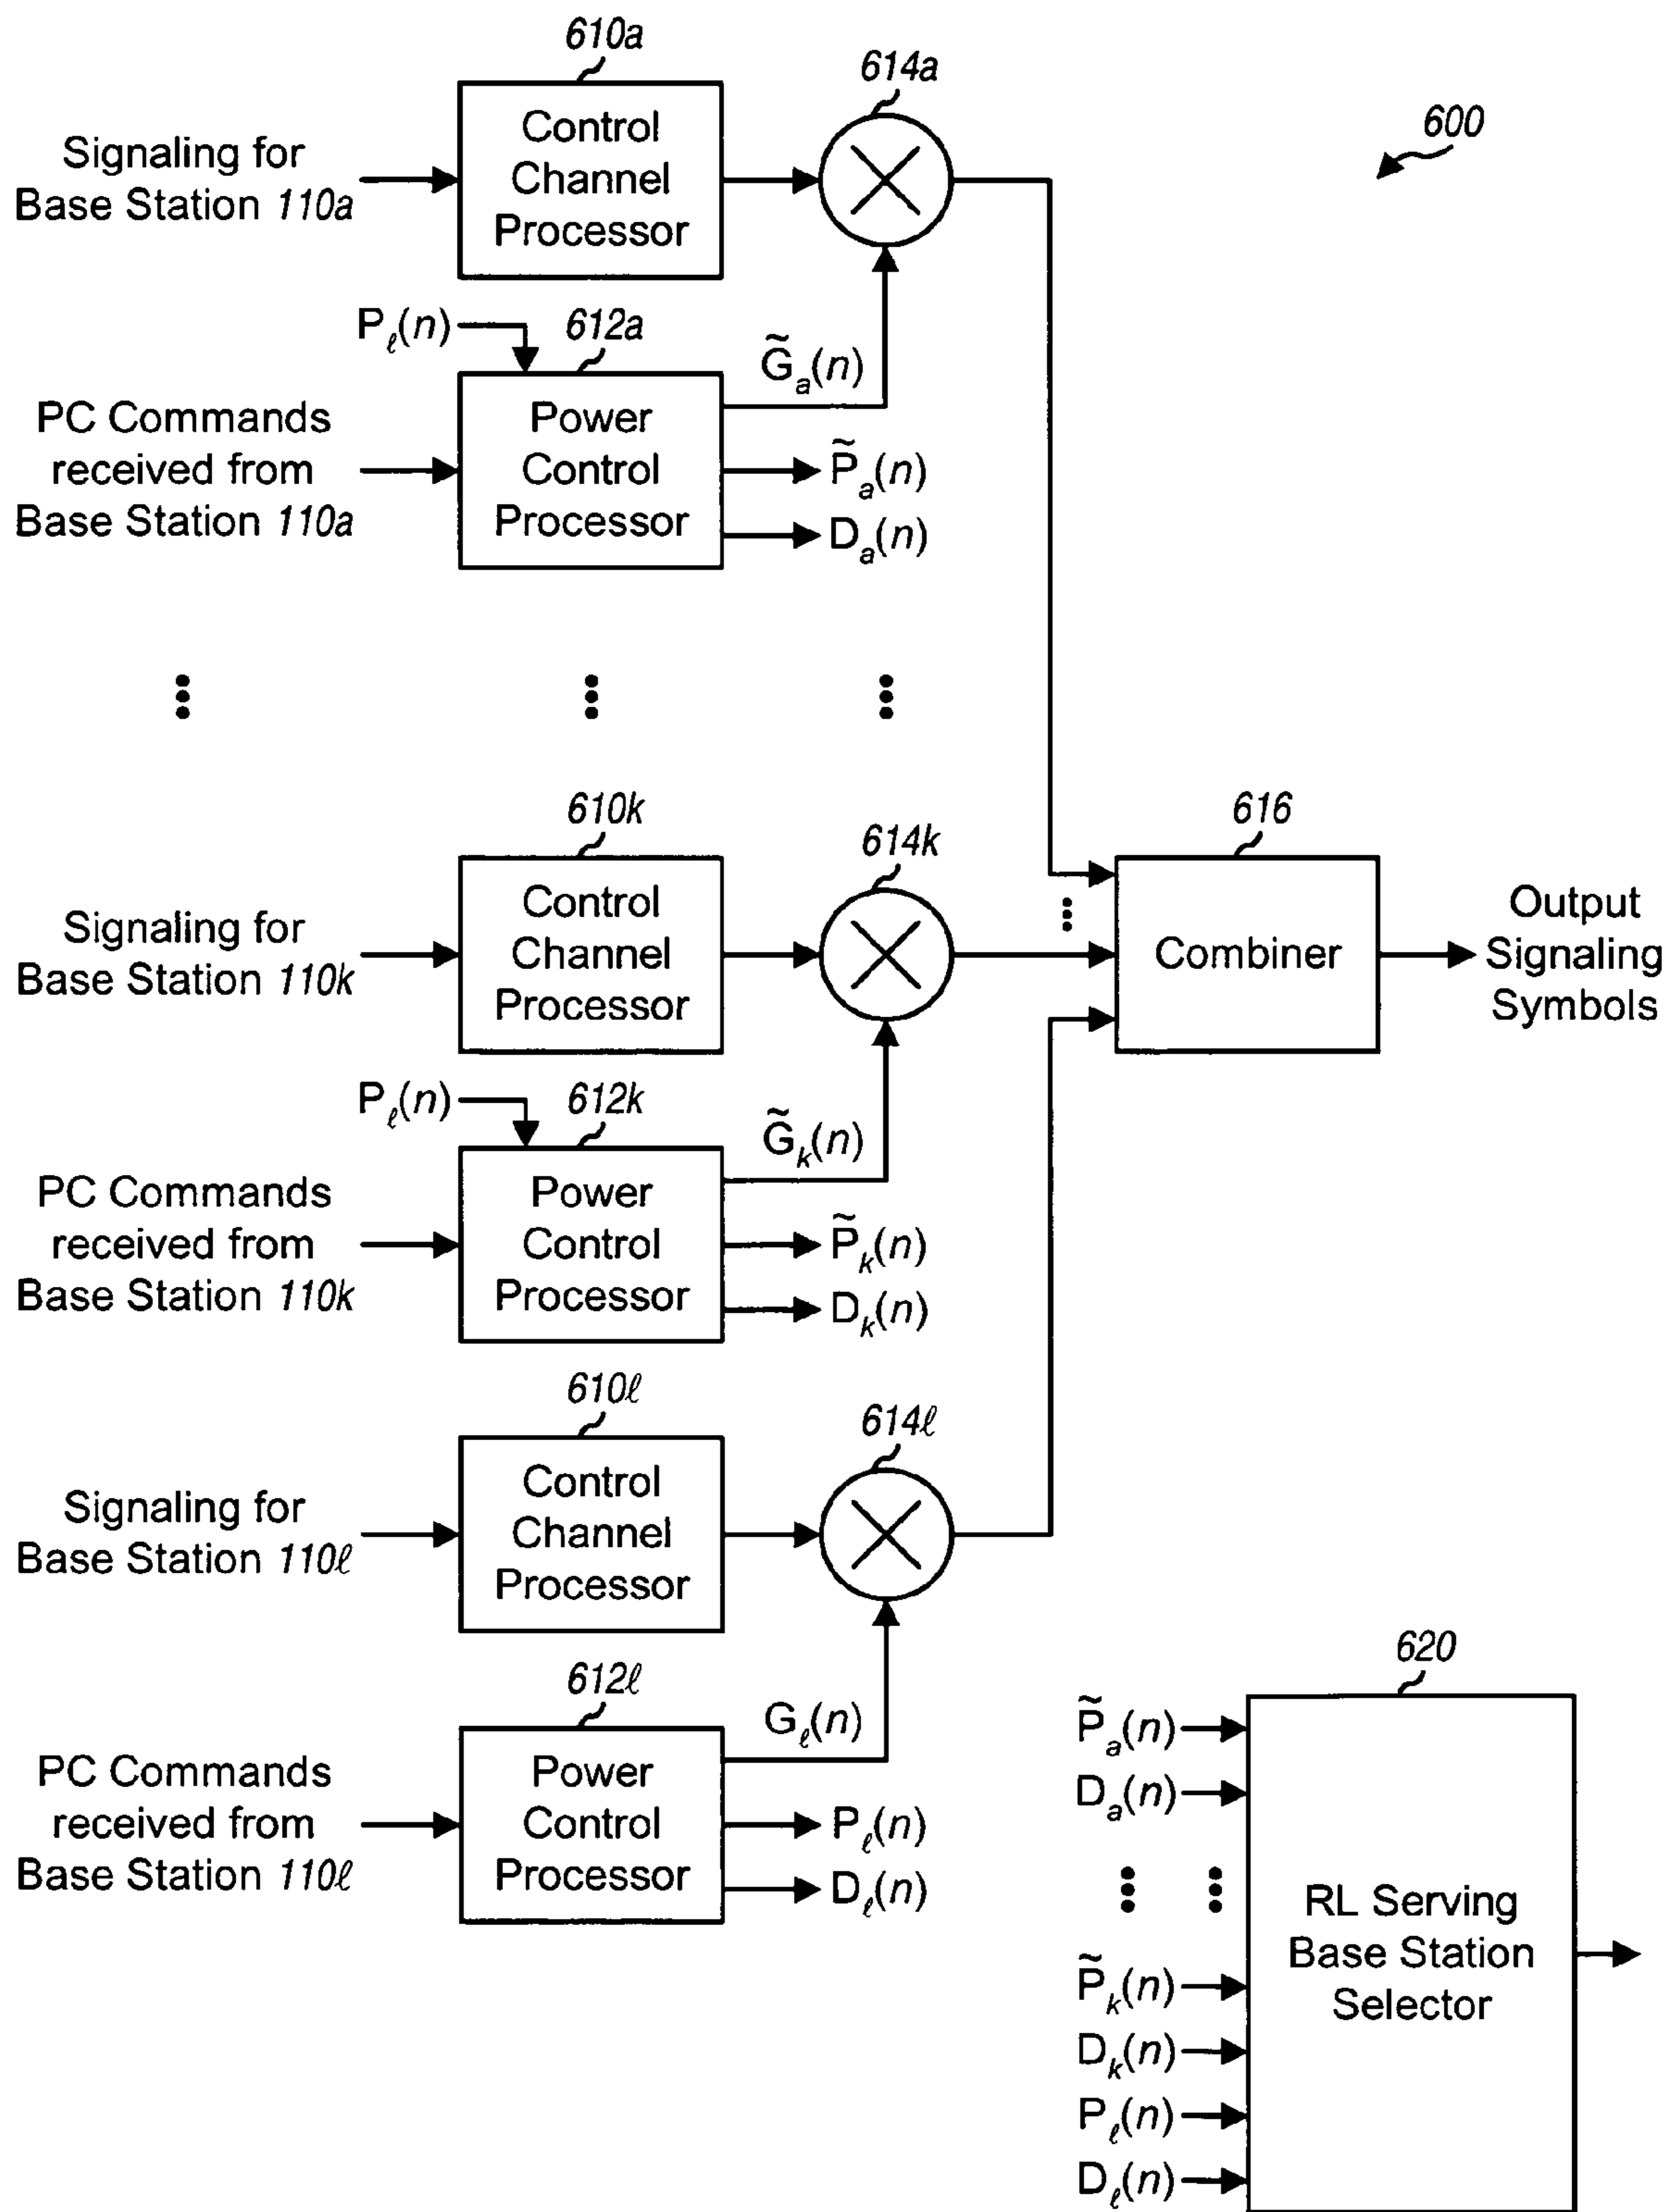 610a
614a
600
Signaling for
Base Station 110a
Control
Channel
Processor
Pℓ(n)
612a
G̃a(n)
PC Commands
received from
Base Station 110a
Power
Control
Processor
P̃a(n)
Da(n)
610k
614k
616
Signaling for
Base Station 110k
Control
Channel
Processor
Combiner
Output
Signaling
Symbols
Pℓ(n)
612k
G̃k(n)
PC Commands
received from
Base Station 110k
Power
Control
Processor
P̃k(n)
Dk(n)
610ℓ
614ℓ
Signaling for
Base Station 110ℓ
Control
Channel
Processor
612ℓ
Gℓ(n)
PC Commands
received from
Base Station 110ℓ
Power
Control
Processor
Pℓ(n)
Dℓ(n)
620
P̃a(n)
Da(n)
P̃k(n)
Dk(n)
Pℓ(n)
Dℓ(n)
RL Serving
Base Station
Selector